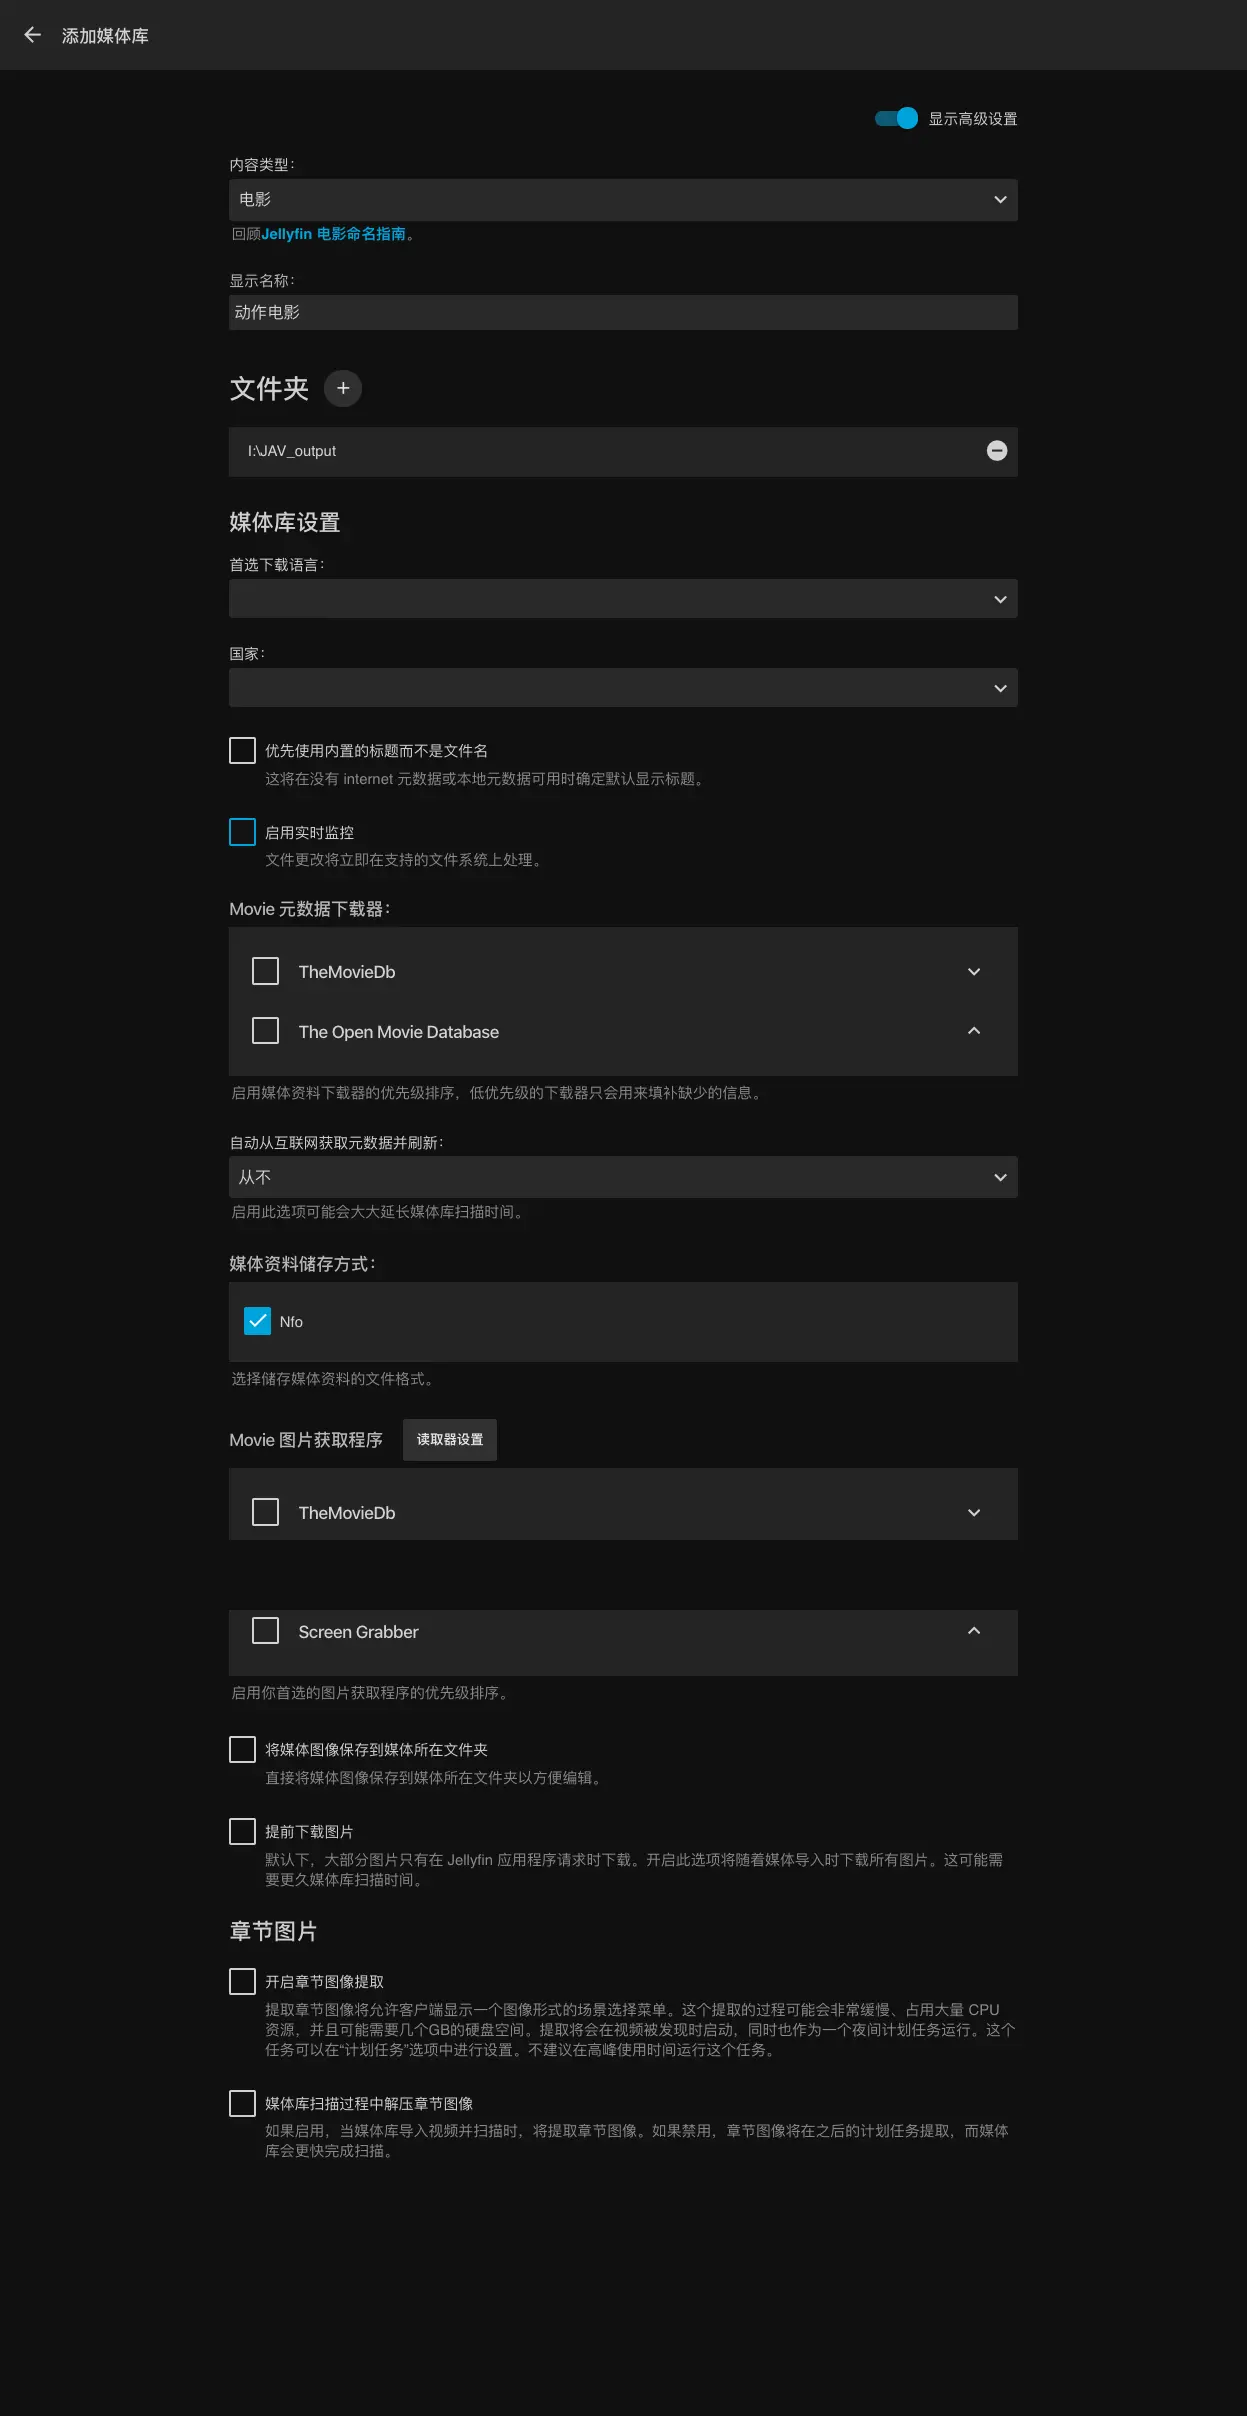 添加媒体库
显示高级设置
内容类型：
电影
回顾Jellyfin 电影命名指南。
显示名称：
动作电影
文件夹
I:\JAV_output
媒体库设置
首选下载语言：
国家：
优先使用内置的标题而不是文件名
这将在没有 internet 元数据或本地元数据可用时确定默认显示标题。
启用实时监控
文件更改将立即在支持的文件系统上处理。
Movie 元数据下载器：
TheMovieDb
The Open Movie Database
启用媒体资料下载器的优先级排序，低优先级的下载器只会用来填补缺少的信息。
自动从互联网获取元数据并刷新：
从不
启用此选项可能会大大延长媒体库扫描时间。
媒体资料储存方式：
Nfo
选择储存媒体资料的文件格式。
Movie 图片获取程序
读取器设置
TheMovieDb
Screen Grabber
启用你首选的图片获取程序的优先级排序。
将媒体图像保存到媒体所在文件夹
直接将媒体图像保存到媒体所在文件夹以方便编辑。
提前下载图片
默认下，大部分图片只有在 Jellyfin 应用程序请求时下载。开启此选项将随着媒体导入时下载所有图片。这可能需
要更久媒体库扫描时间。
章节图片
开启章节图像提取
提取章节图像将允许客户端显示一个图像形式的场景选择菜单。这个提取的过程可能会非常缓慢、占用大量 CPU
资源，并且可能需要几个GB的硬盘空间。提取将会在视频被发现时启动，同时也作为一个夜间计划任务运行。这个
任务可以在“计划任务”选项中进行设置。不建议在高峰使用时间运行这个任务。
媒体库扫描过程中解压章节图像
如果启用，当媒体库导入视频并扫描时，将提取章节图像。如果禁用，章节图像将在之后的计划任务提取，而媒体
库会更快完成扫描。